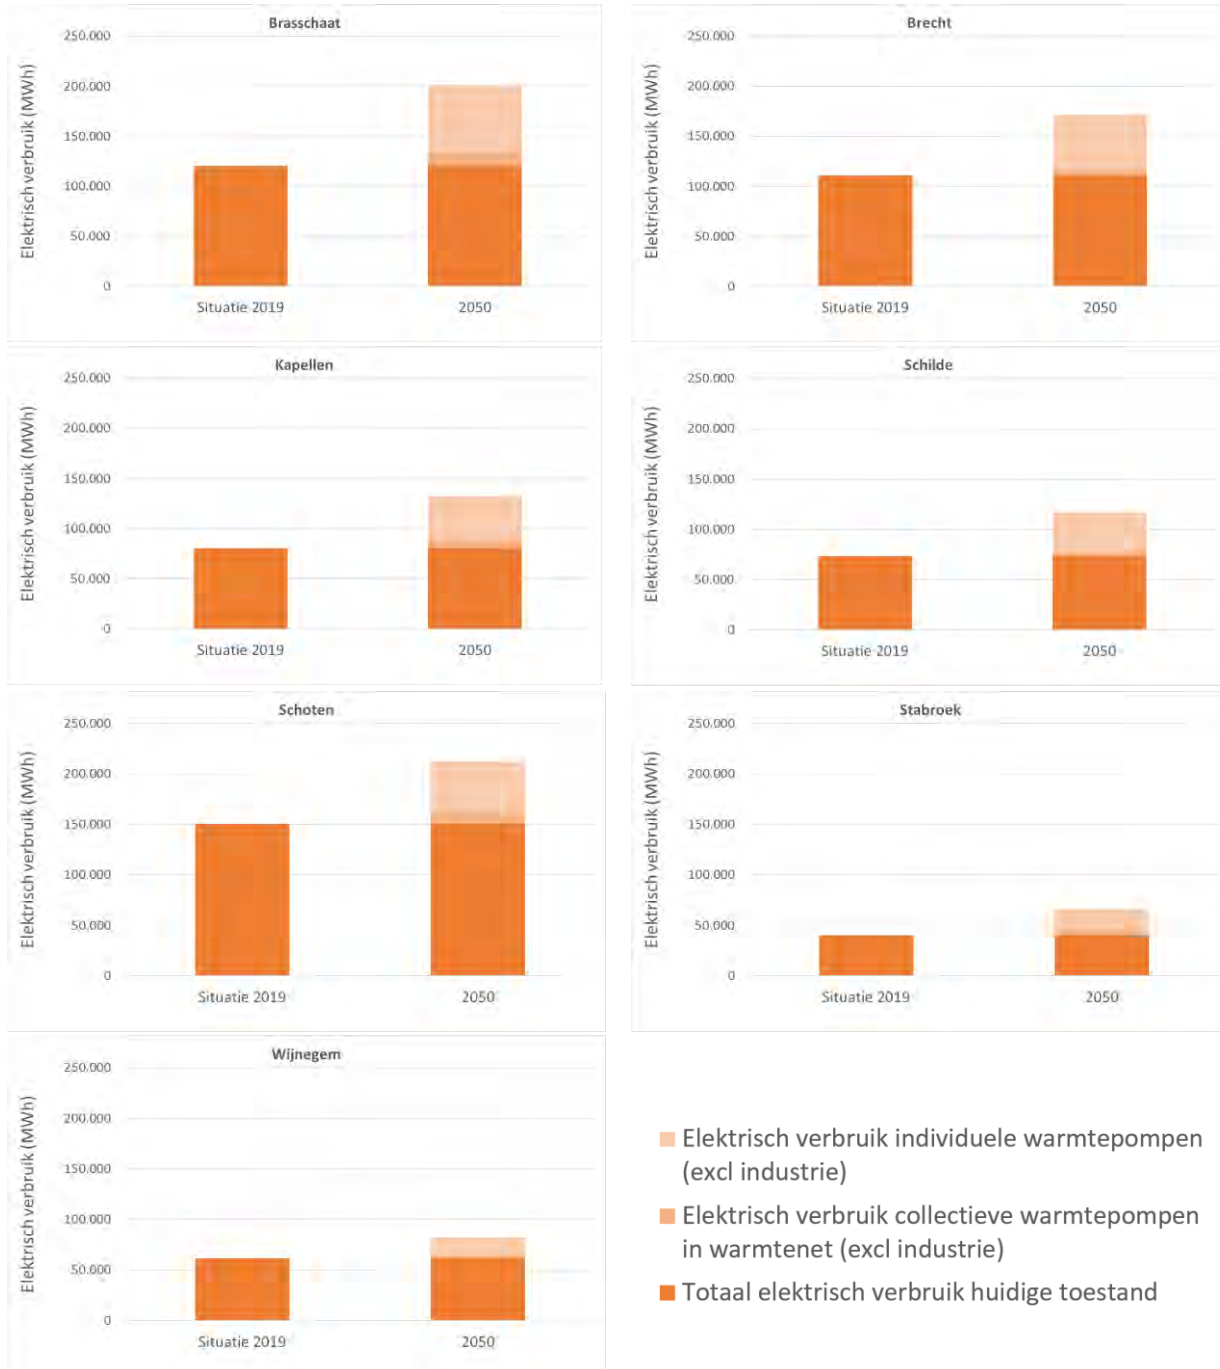 Brasschaat
Elektrisch verbruik (MWh)
250.000
200.000
150.000
100.000
50.000
0
Situatie 2019
2050
Brecht
Elektrisch verbruik (MWh)
250.000
200.000
150.000
100.000
50.000
0
Situatie 2019
2050
Kapellen
Elektrisch verbruik (MWh)
250.000
200.000
150.000
100.000
50.000
0
Situatie 2019
2050
Schilde
Elektrisch verbruik (MWh)
250.000
200.000
150.000
100.000
50.000
0
Situatie 2019
2050
Schoten
Elektrisch verbruik (MWh)
250.000
200.000
150.000
100.000
50.000
0
Situatie 2019
2050
Stabroek
Elektrisch verbruik (MWh)
250.000
200.000
150.000
100.000
50.000
0
Situatie 2019
2050
Wijnegem
Elektrisch verbruik (MWh)
250.000
200.000
150.000
100.000
50.000
0
Situatie 2019
2050
Elektrisch verbruik individuele warmtepompen
(excl industrie)
Elektrisch verbruik collectieve warmtepompen
in warmtenet (excl industrie)
Totaal elektrisch verbruik huidige toestand